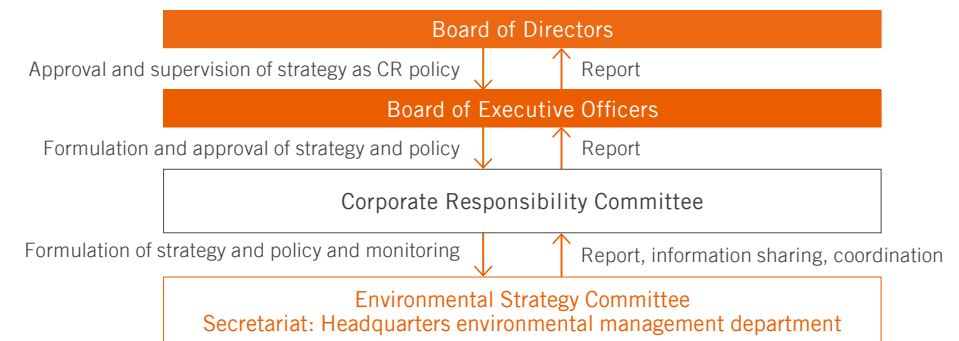 Board of Directors
Approval and supervision of strategy as CR policy
Report
Board of Executive Officers
Formulation and approval of strategy and policy
Report
Corporate Responsibility Committee
Formulation of strategy and policy and monitoring
Report, information sharing, coordination
Environmental Strategy Committee
Secretariat: Headquarters environmental management department